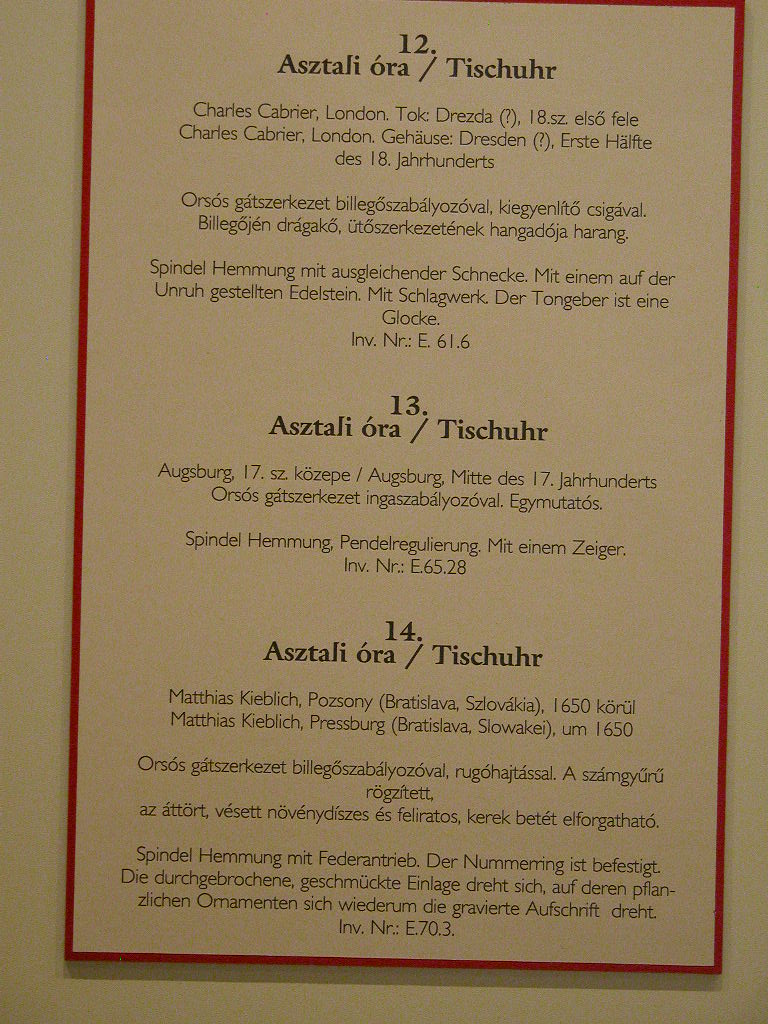 12.
Asztali óra / Tischuhr
Charles Cabrier, London. Tok: Drezda (?), 18.sz. első fele
Charles Cabrier, London. Gehäuse: Dresden (?), Erste Hälfte
des 18. Jahrhunderts
Orsós gátszerkezet billegőszabályozóval, kiegyenlítő csigával.
Billegőjén drágakő, ütőszerkezetének hangadója harang.
Spindel Hemmung mit ausgleichender Schnecke. Mit einem auf der
Unruh gestellten Edelstein. Mit Schlagwerk. Der Tongeber ist eine
Glocke.
Inv. Nr.: E. 61.6
13.
Asztali óra / Tischuhr
Augsburg, 17. sz. közepe / Augsburg, Mitte des 17. Jahrhunderts
Orsós gátszerkezet ingaszabályozóval. Egymutatós.
Spindel Hemmung, Pendelregulierung. Mit einem Zeiger.
Inv. Nr.: E.65.28
14.
Asztali óra / Tischuhr
Matthias Kieblich, Pozsony (Bratislava, Szlovákia), 1650 körül
Matthias Kieblich, Pressburg (Bratislava, Slowakei), um 1650
Orsós gátszerkezet billegőszabályozóval, rugóhajtással. A számgyűrű
rögzített,
az áttört, vésett növénydíszes és feliratos, kerek betét elforgatható.
Spindel Hemmung mit Federantrieb. Der Nummerring ist befestigt.
Die durchgebrochene, geschmückte Einlage dreht sich, auf deren pflan-
zlichen Ornamenten sich wiederum die gravierte Aufschrift dreht.
Inv. Nr.: E.70.3.